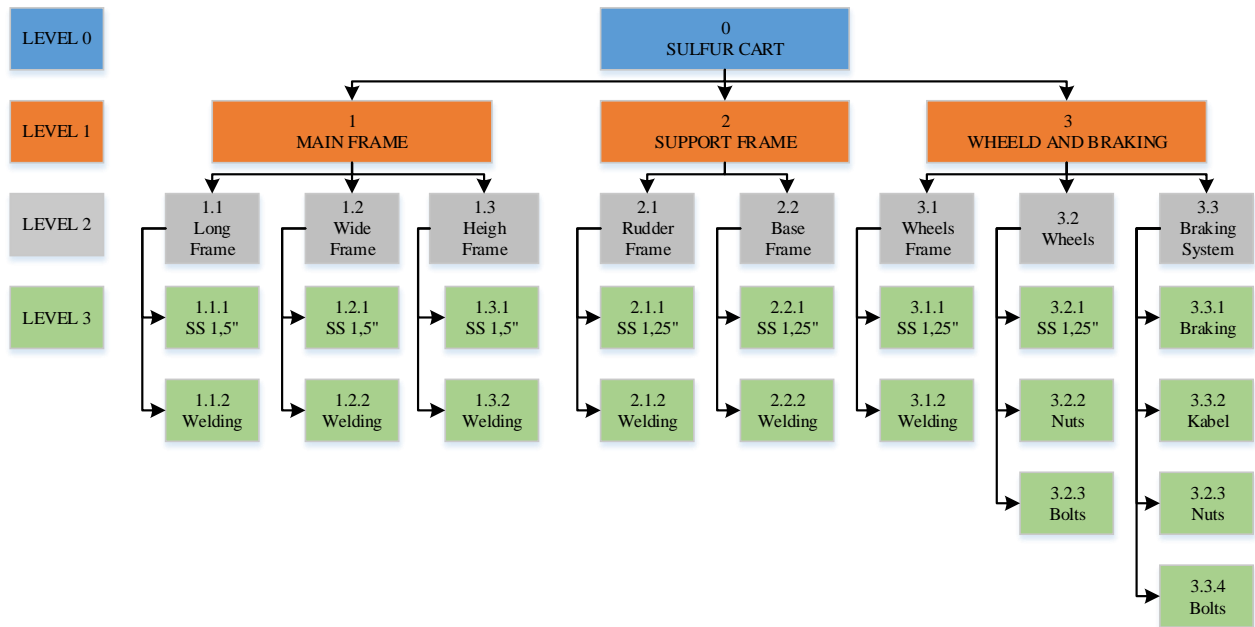 LEVEL 0
0
SULFUR CART
LEVEL 1
1
MAIN FRAME
2
SUPPORT FRAME
3
WHEELD AND BRAKING
LEVEL 2
1.1
Long
Frame
1.2
Wide
Frame
1.3
Heigh
Frame
2.1
Rudder
Frame
2.2
Base
Frame
3.1
Wheels
Frame
3.2
Wheels
3.3
Braking
System
LEVEL 3
1.1.1
SS 1,5"
1.2.1
SS 1,5"
1.3.1
SS 1,5"
2.1.1
SS 1,25"
2.2.1
SS 1,25"
3.1.1
SS 1,25"
3.2.1
SS 1,25"
3.3.1
Braking
1.1.2
Welding
1.2.2
Welding
1.3.2
Welding
2.1.2
Welding
2.2.2
Welding
3.1.2
Welding
3.2.2
Nuts
3.3.2
Kabel
3.2.3
Bolts
3.2.3
Nuts
3.3.4
Bolts